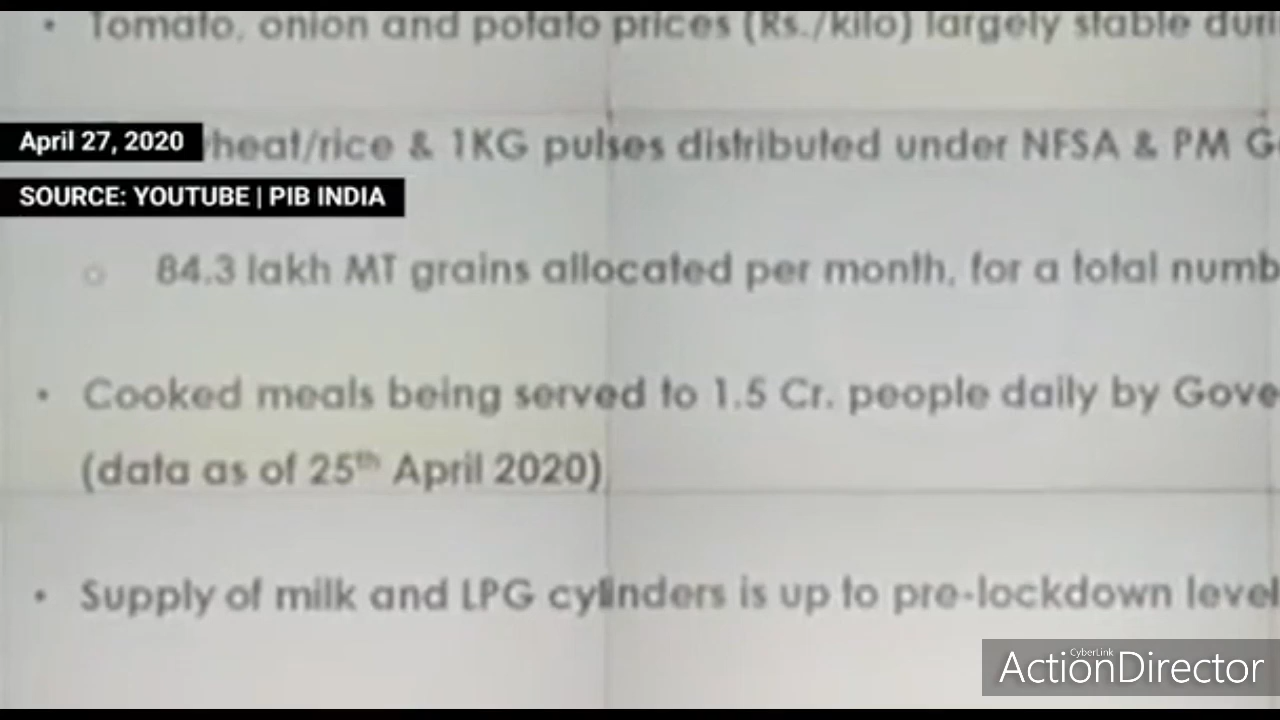 • Tomato, onion and potato prices (Rs./kilo) largely stable
April 27, 2020
& 1KG pulses distributed under NFSA & PM
SOURCE: YOUTUBE | PIB INDIA
o 84.3 lakh MT grains allocated per month, for a total
• Cooked meals being served to 1.5 Cr. people daily by
(data as of 25th April 2020)
• Supply of milk and LPG cylinders is up to pre-lockdown
CyberLink
ActionDirector